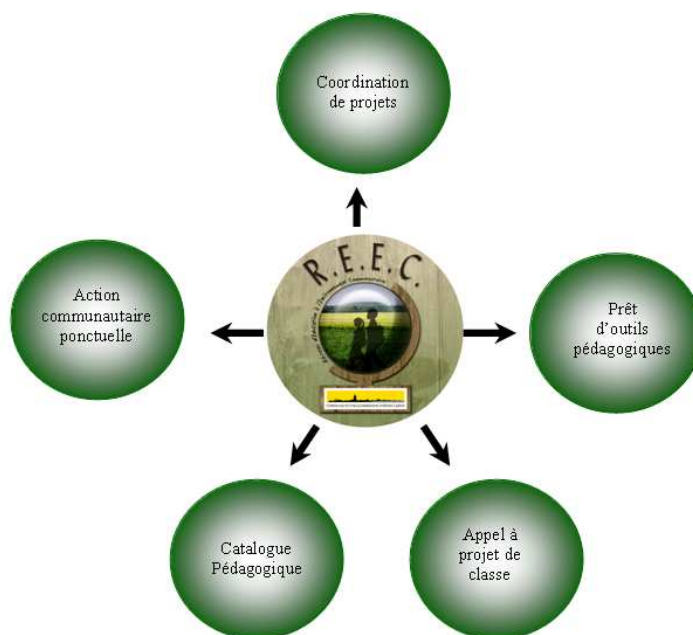 Coordination
de projets
R.E.E.C.
Action
communautaire
ponctuelle
Prêt
d'outils
pédagogiques
Catalogue
Pédagogique
Appel à
projet de
classe